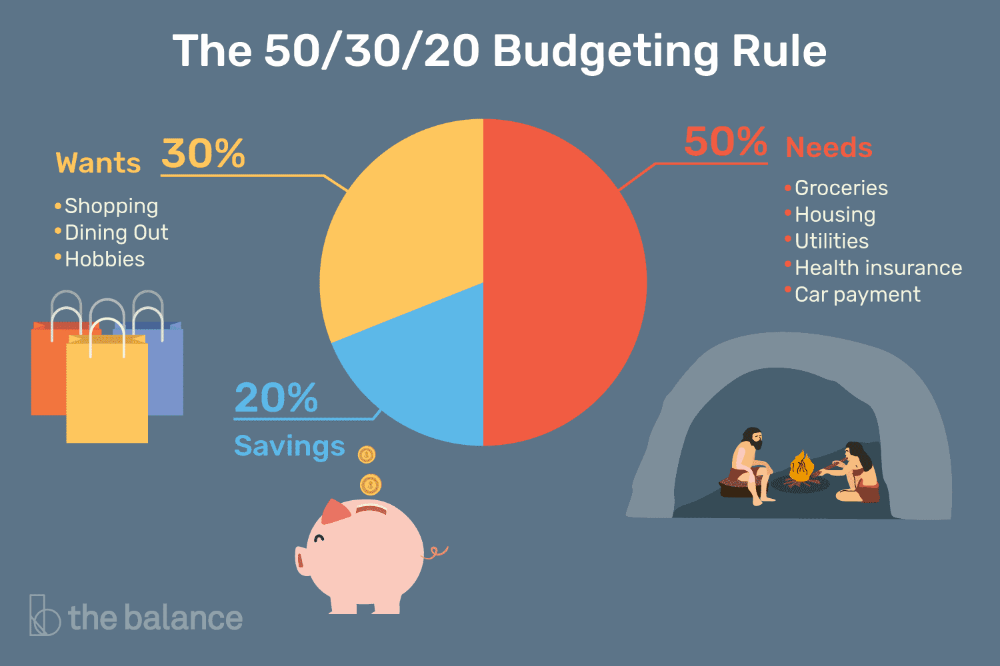 The 50/30/20 Budgeting Rule
Wants 30%
• Shopping
• Dining Out
• Hobbies
50% Needs
• Groceries
• Housing
• Utilities
• Health insurance
• Car payment
20%
Savings
the balance